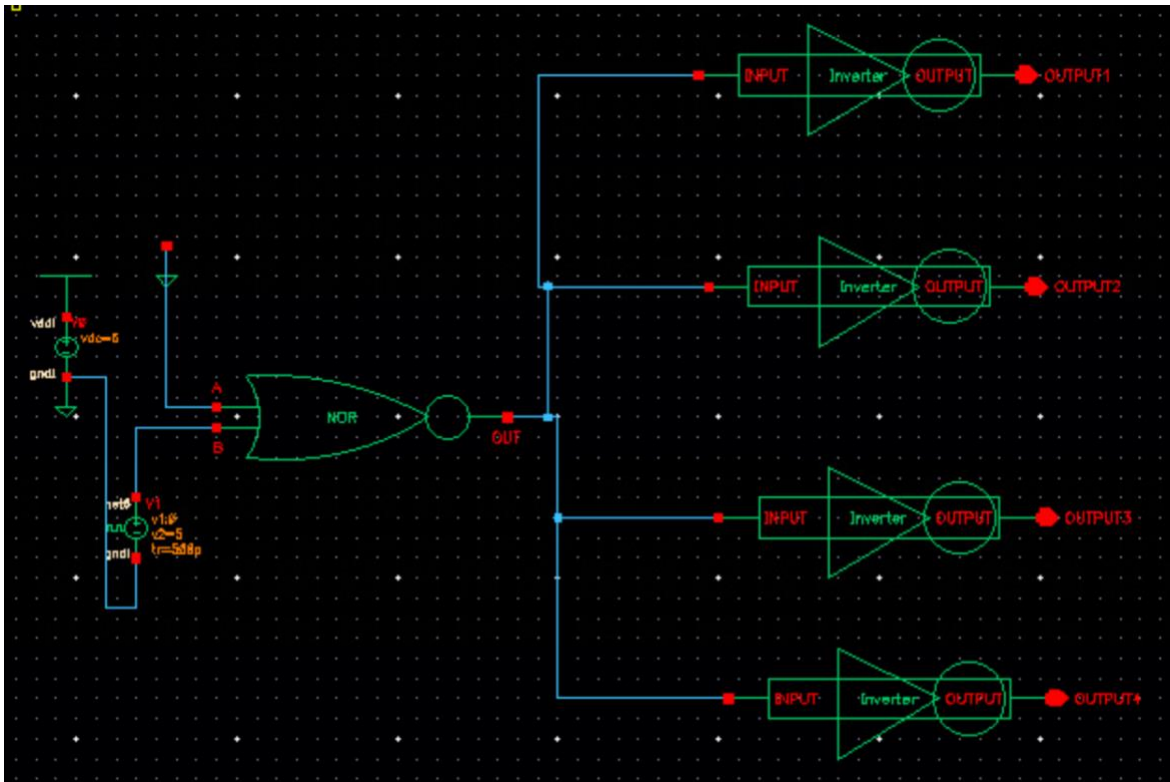 INPUT Inverter OUTPUT OUTPUT1
INPUT Inverter OUTPUT OUTPUT2
vdd!
vdc=5
gnd!
A
NOR
B
OUT
V1
v2=5
gnd!
INPUT Inverter OUTPUT OUTPUT3
INPUT Inverter OUTPUT OUTPUT4